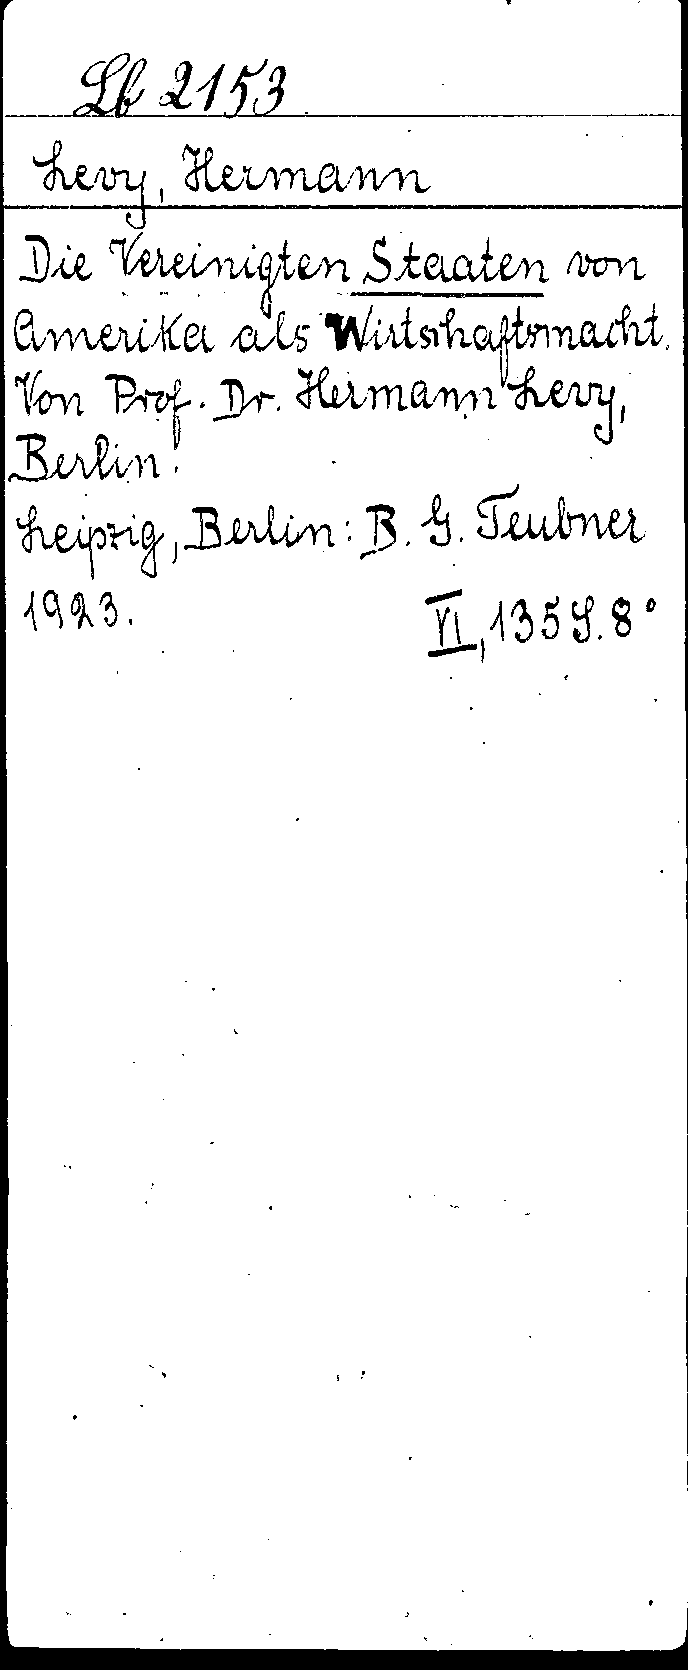 Lb 2153
Levy, Hermann
Die Vereinigten Staaten von
Amerika als Wirtschaftsmacht.
Von Prof. Dr. Hermann Levy,
Berlin.
Leipzig, Berlin: B. G. Teubner
1923. VI, 135 S. 8°